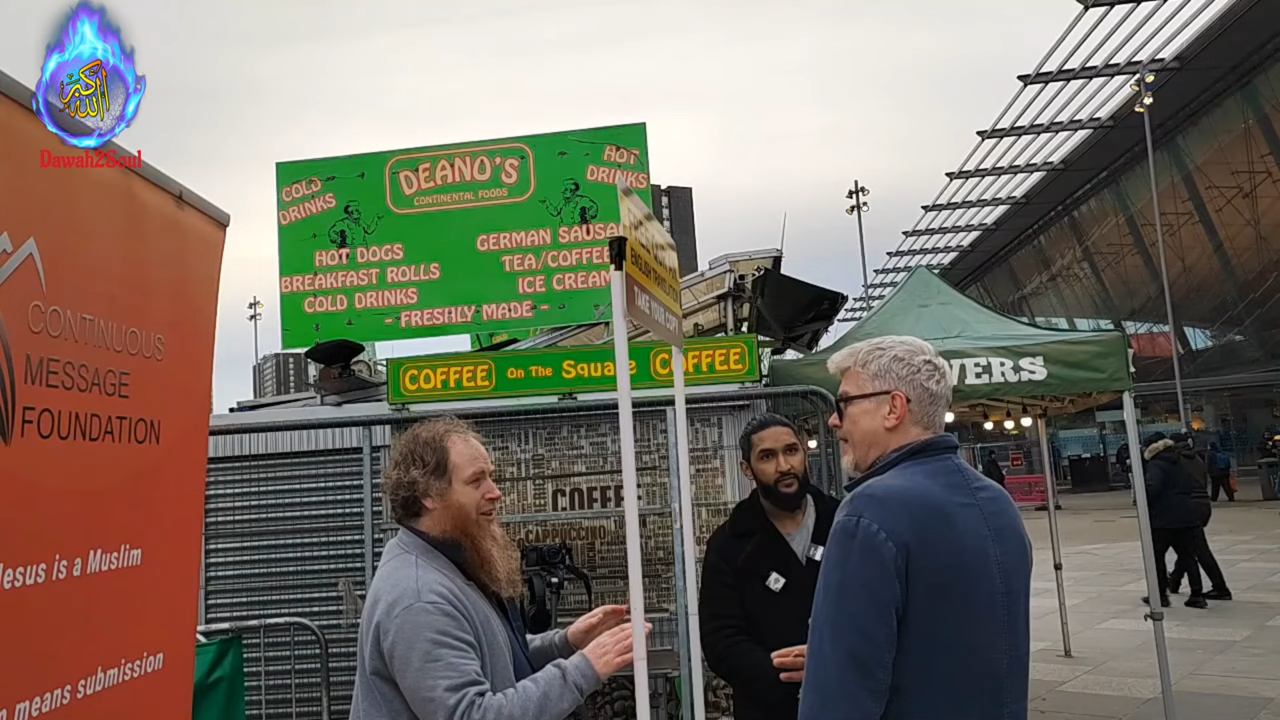 الله أكبر
Dawah2Soul
CONTINUOUS
MESSAGE
FOUNDATION
Jesus is a Muslim
means submission
COLD
DRINKS
DEANO'S
CONTINENTAL FOODS
HOT
DRINKS
HOT DOGS
BREAKFAST ROLLS
COLD DRINKS
GERMAN
TEA/COFFEE
ICE CREAM
- FRESHLY MADE -
ENGLISH TRANSLATION
TAKE YOUR COPY
COFFEE On The Square COFFEE
COFFEE
CAPPUCCINO